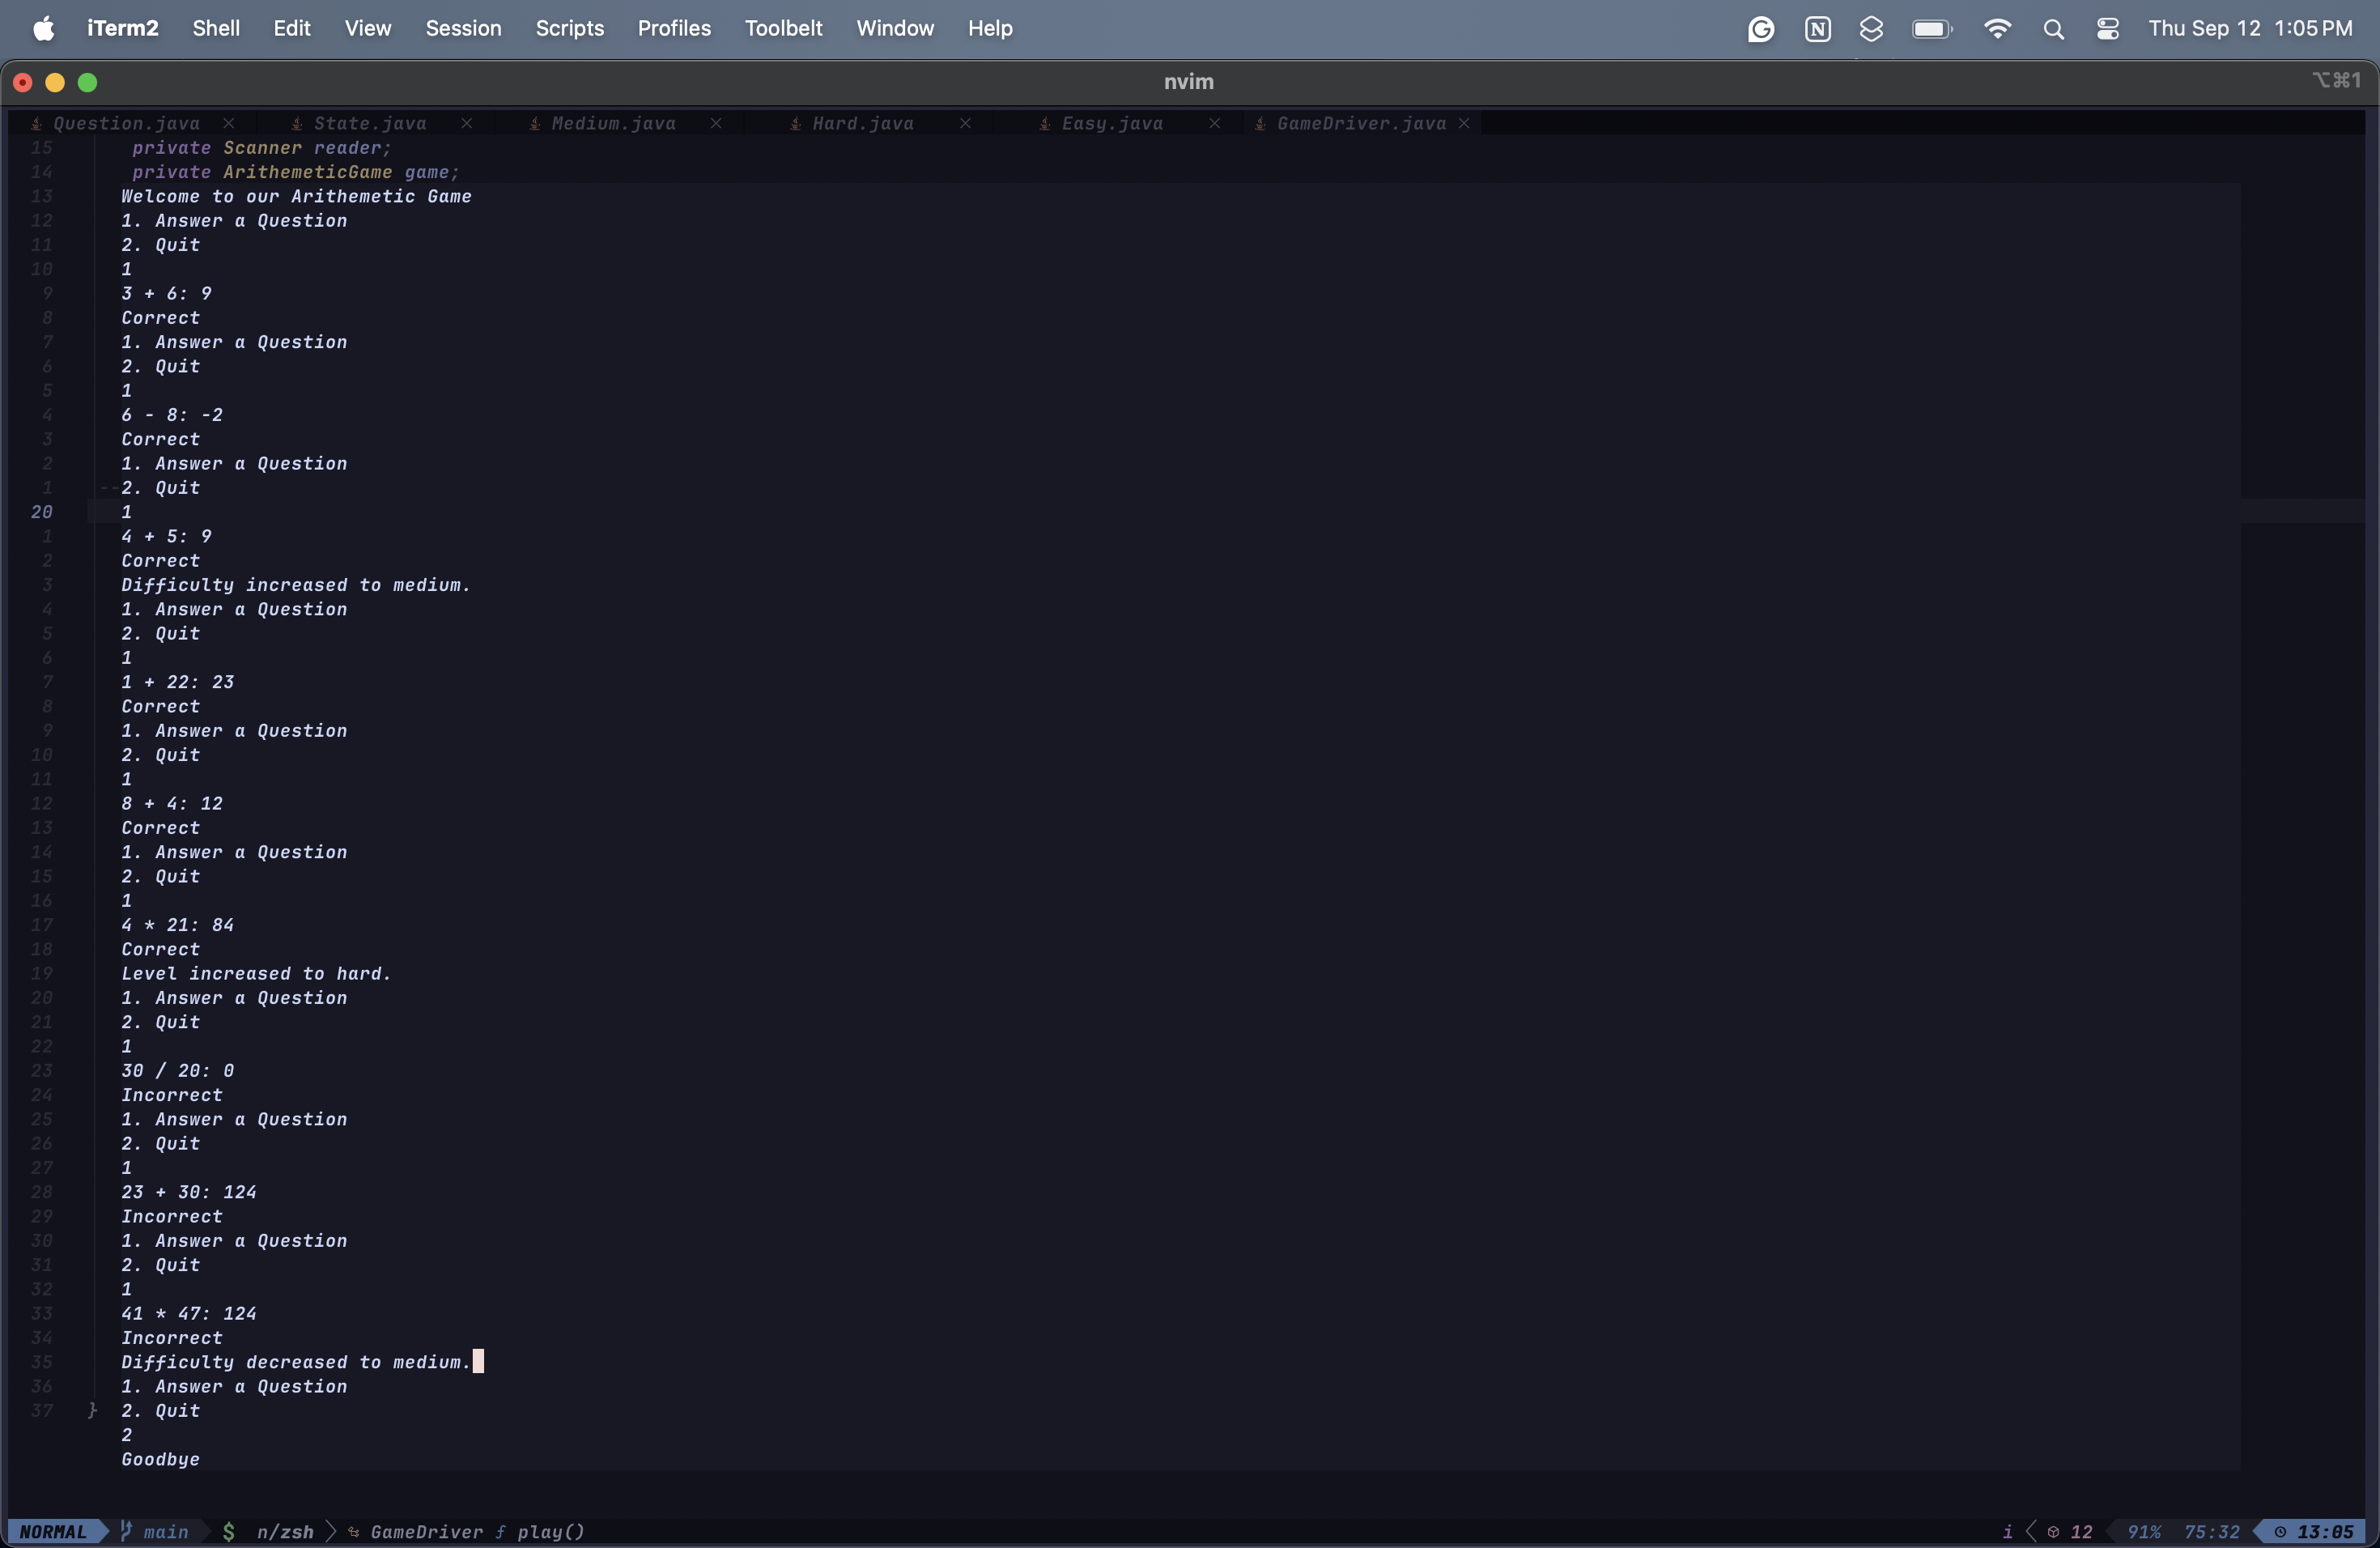 iTerm2 Shell Edit View Session Scripts Profiles Toolbelt Window Help Thu Sep 12 1:05 PM
nvim ⌥⌘1
Question.java × State.java × Medium.java × Hard.java × Easy.java × GameDriver.java ×
15 private Scanner reader;
14 private ArithemeticGame game;
13 Welcome to our Arithemetic Game
12 1. Answer a Question
11 2. Quit
10 1
9 3 + 6: 9
8 Correct
7 1. Answer a Question
6 2. Quit
5 1
4 6 - 8: -2
3 Correct
2 1. Answer a Question
1 --2. Quit
20 1
1 4 + 5: 9
2 Correct
3 Difficulty increased to medium.
4 1. Answer a Question
5 2. Quit
6 1
7 1 + 22: 23
8 Correct
9 1. Answer a Question
10 2. Quit
11 1
12 8 + 4: 12
13 Correct
14 1. Answer a Question
15 2. Quit
16 1
17 4 * 21: 84
18 Correct
19 Level increased to hard.
20 1. Answer a Question
21 2. Quit
22 1
23 30 / 20: 0
24 Incorrect
25 1. Answer a Question
26 2. Quit
27 1
28 23 + 30: 124
29 Incorrect
30 1. Answer a Question
31 2. Quit
32 1
33 41 * 47: 124
34 Incorrect
35 Difficulty decreased to medium.
36 1. Answer a Question
37 } 2. Quit
2
Goodbye
NORMAL main $ n/zsh > GameDriver f play() i < 12 91% 75:32 13:05